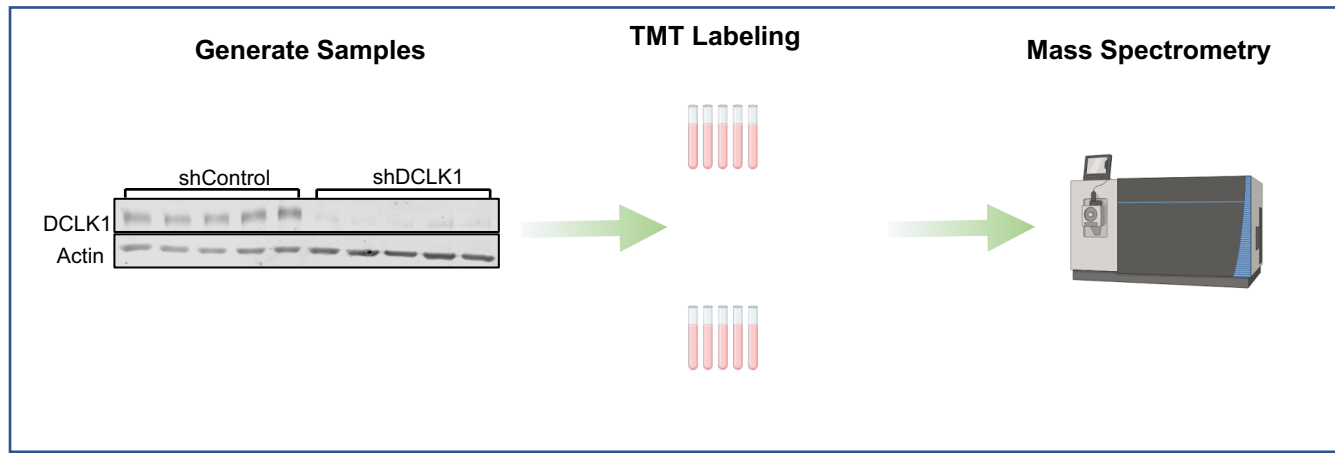 Generate Samples
TMT Labeling
Mass Spectrometry
shControl
shDCLK1
DCLK1
Actin